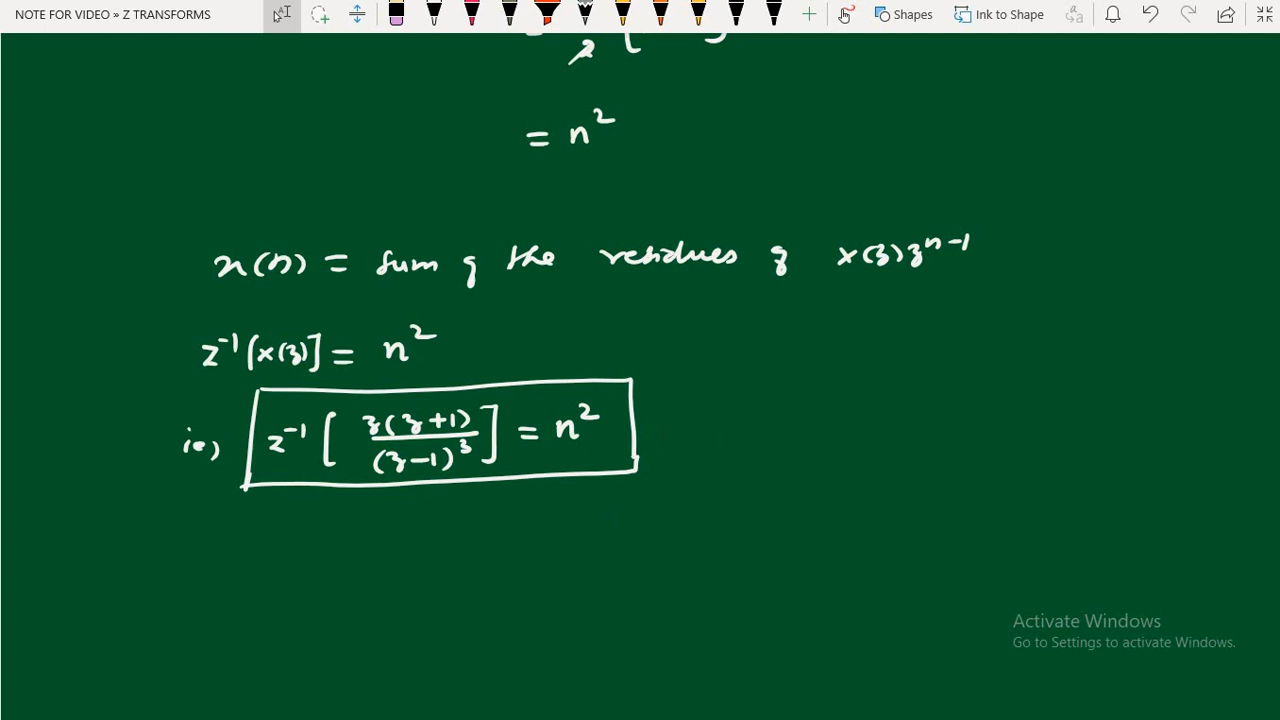 NOTE FOR VIDEO » Z TRANSFORMS
Shapes
Ink to Shape
= n²
x(n) = sum of the residues of X(z) z^{n-1}
z⁻¹[X(z)] = n²
ie) z⁻¹[z(z+1)/(z-1)³] = n²
Activate Windows
Go to Settings to activate Windows.